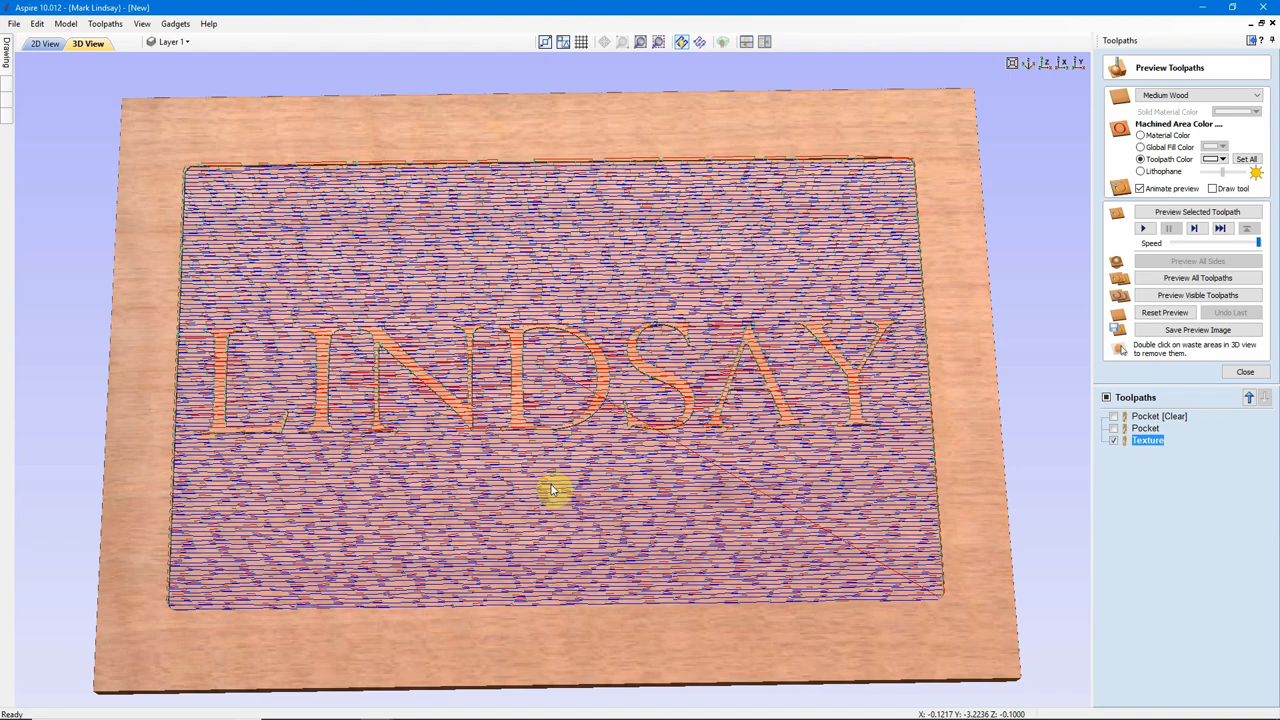 Aspire 10.012 - {Mark Lindsay} - [New]
File Edit Model Toolpaths View Gadgets Help
2D View 3D View Layer 1
Drawing
Z X Y
LINDSAY
Toolpaths
Preview Toolpaths
Medium Wood
Solid Material Color
Machined Area Color ....
Material Color
Global Fill Color
Toolpath Color Set All
Lithophane
Animate preview Draw tool
Preview Selected Toolpath
Speed
Preview All Sides
Preview All Toolpaths
Preview Visible Toolpaths
Reset Preview Undo Last
Save Preview Image
Double click on waste areas in 3D view
to remove them.
Close
Toolpaths
Pocket [Clear]
Pocket
Texture
Ready X: -0.1217 Y: -3.2236 Z: -0.1000